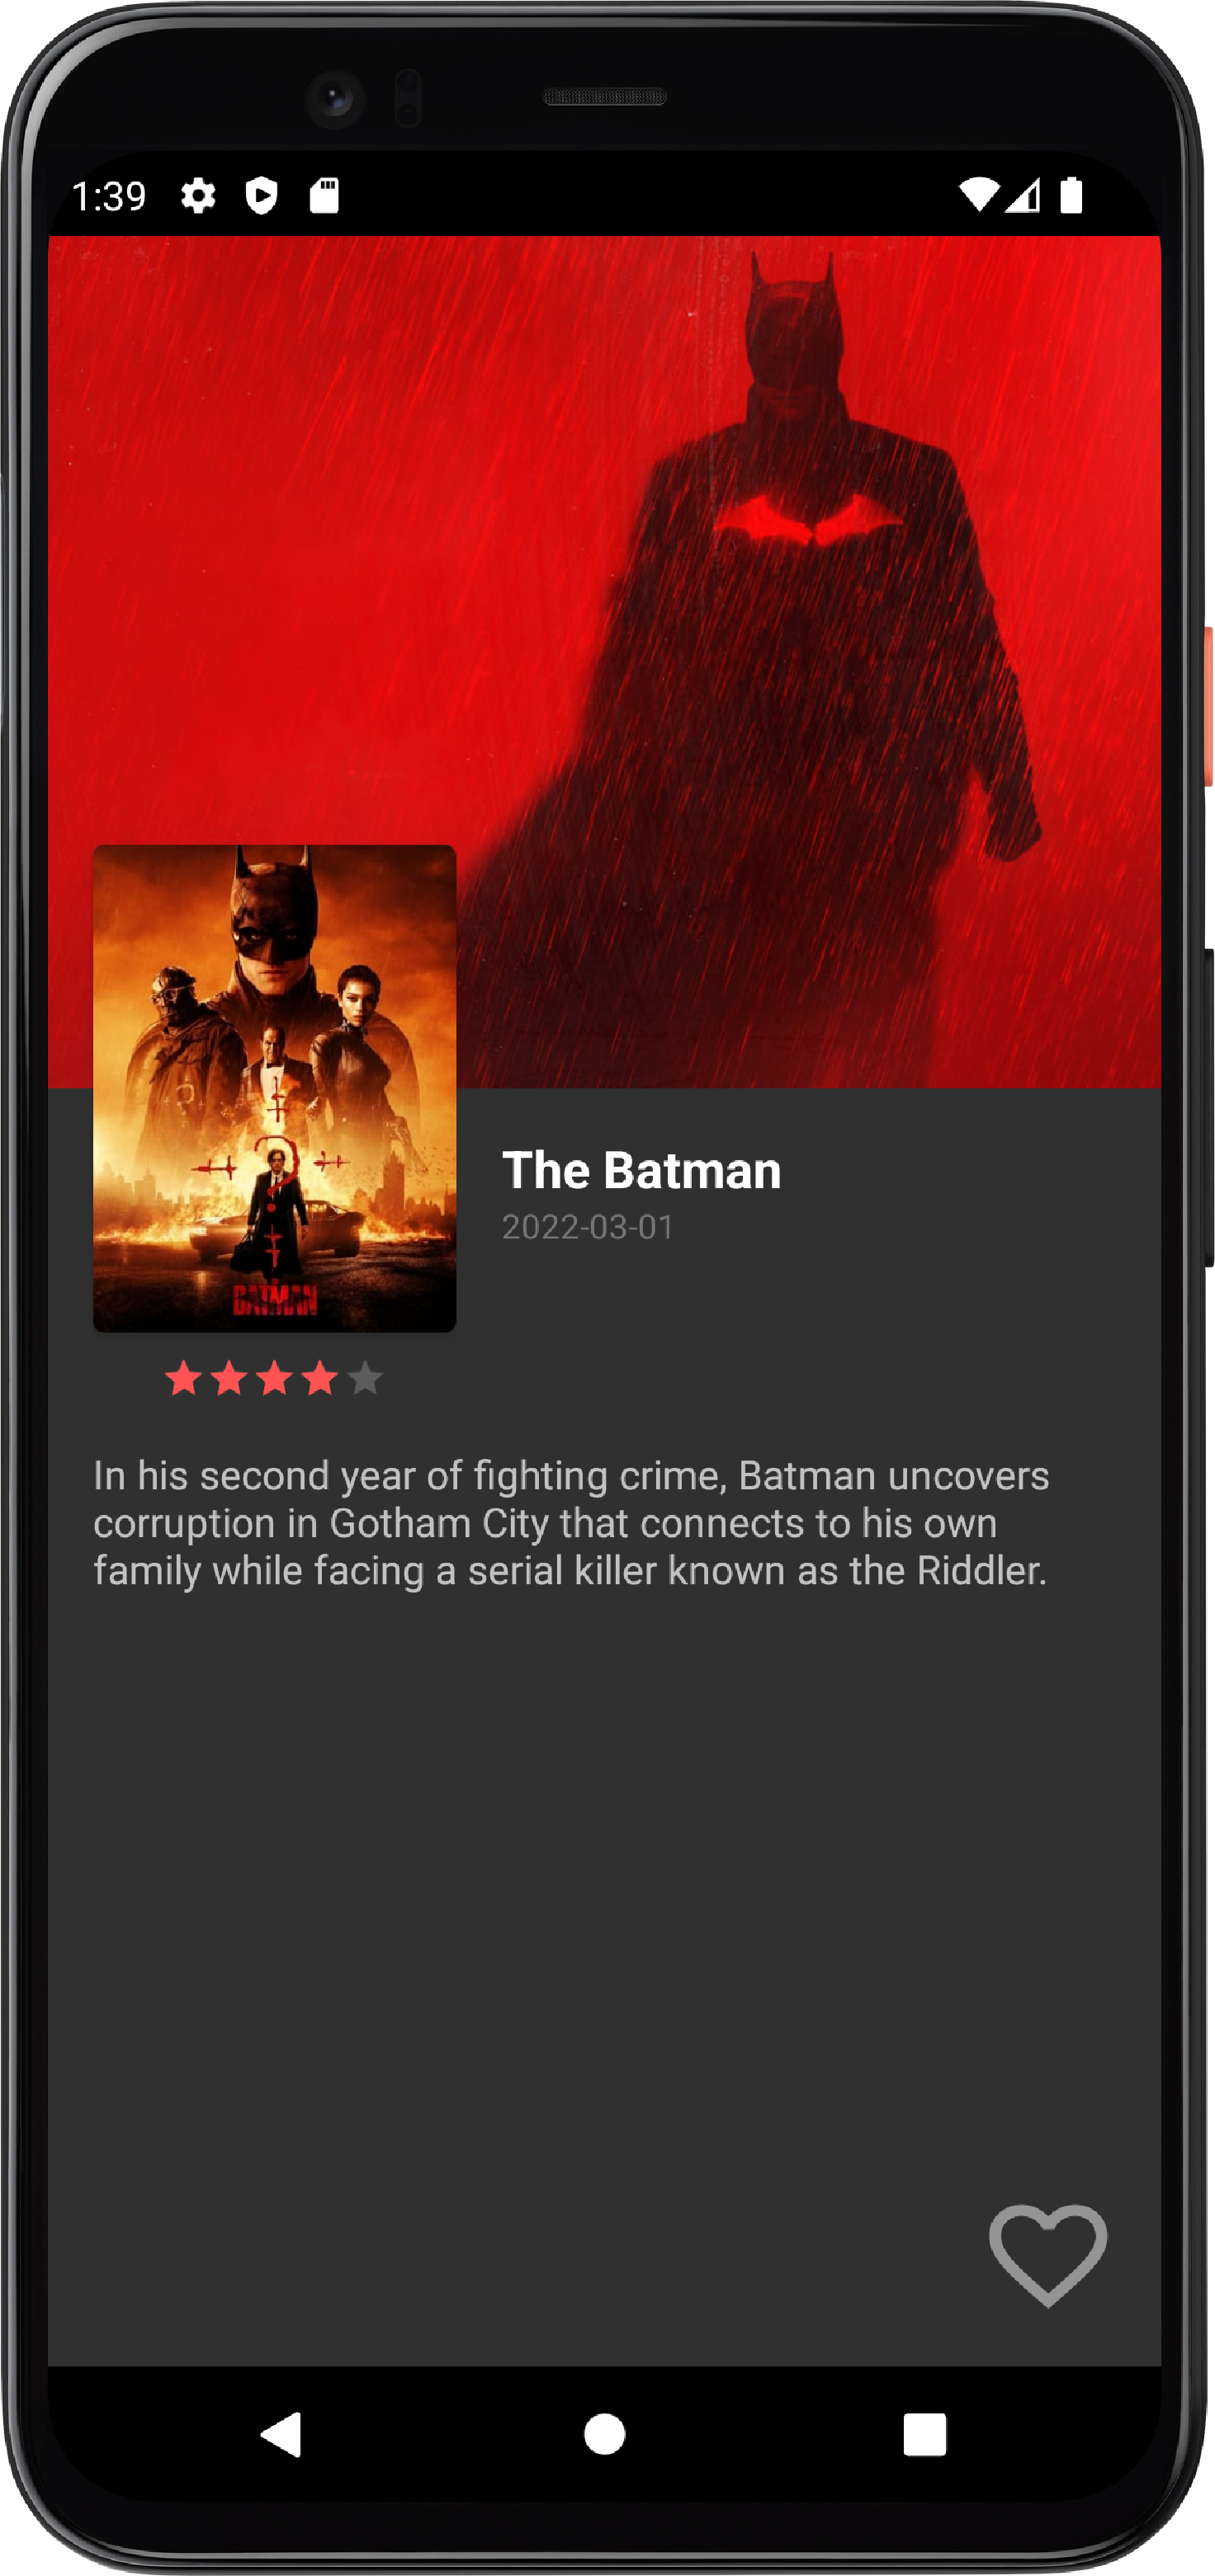 1:39
BATMAN
The Batman
2022-03-01
In his second year of fighting crime, Batman uncovers
corruption in Gotham City that connects to his own
family while facing a serial killer known as the Riddler.